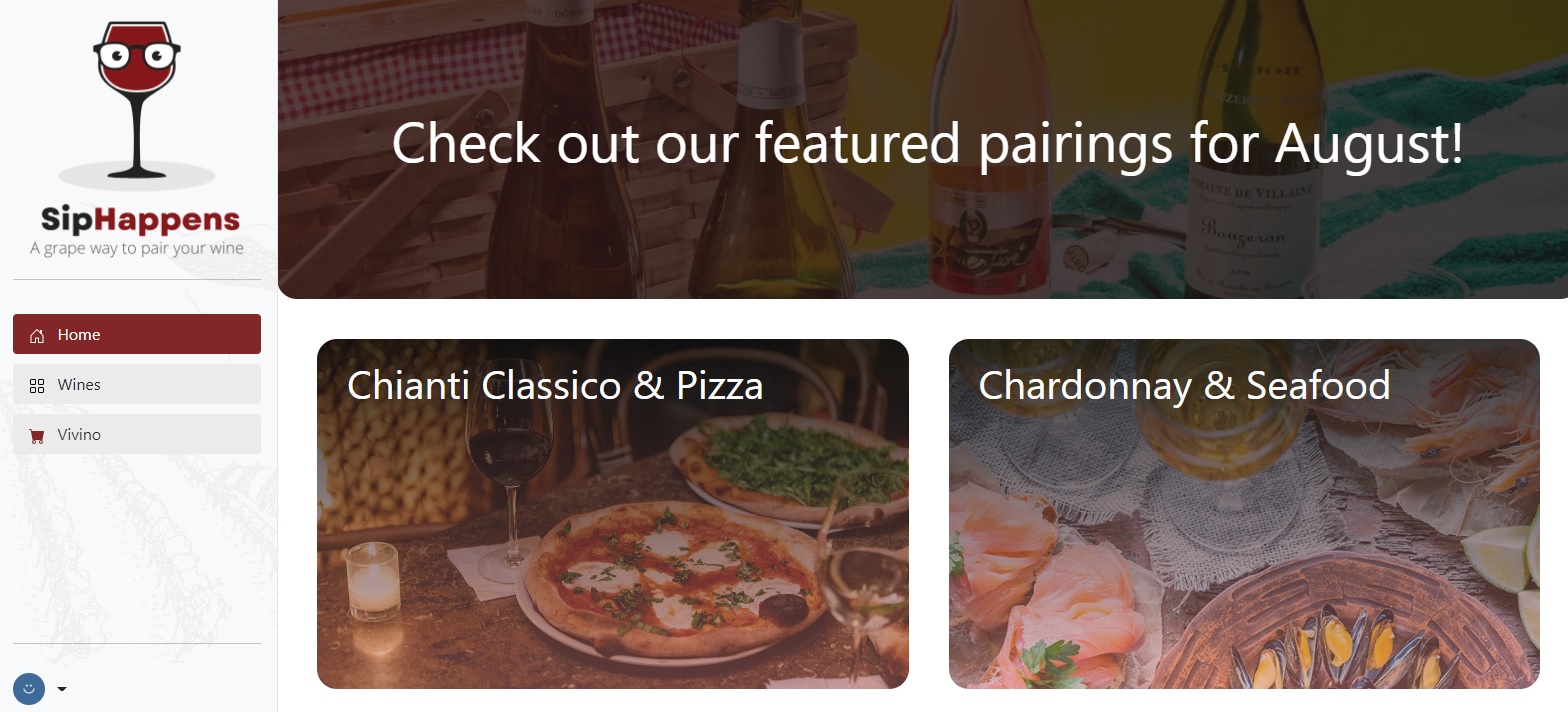 SipHappens
A grape way to pair your wine
Home
Wines
Vivino
Check out our featured pairings for August!
DOMAINE DE VILLAINE
Bouzeron
Chianti Classico & Pizza
Chardonnay & Seafood